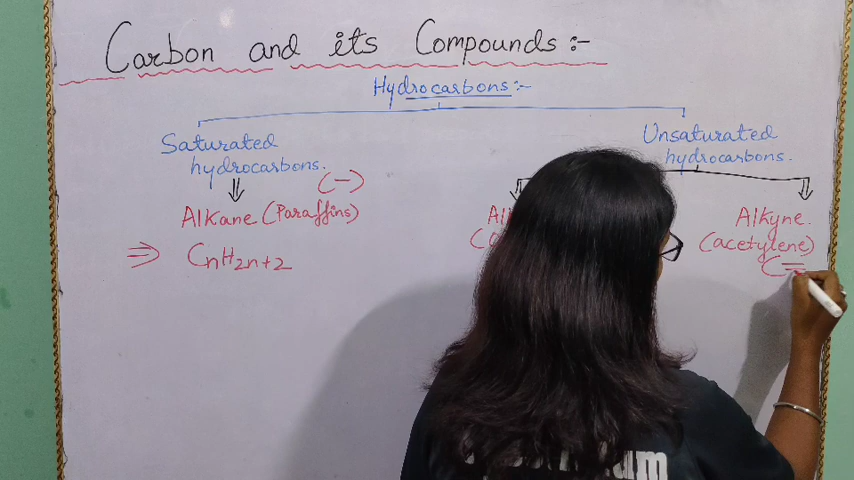 Carbon and its Compounds:-
Hydrocarbons:-
Saturated
hydrocarbons.
Unsaturated
hydrocarbons.
(-)
Alkane (Paraffins)
Alkyne.
(acetylene)
⇒ CnH2n+2